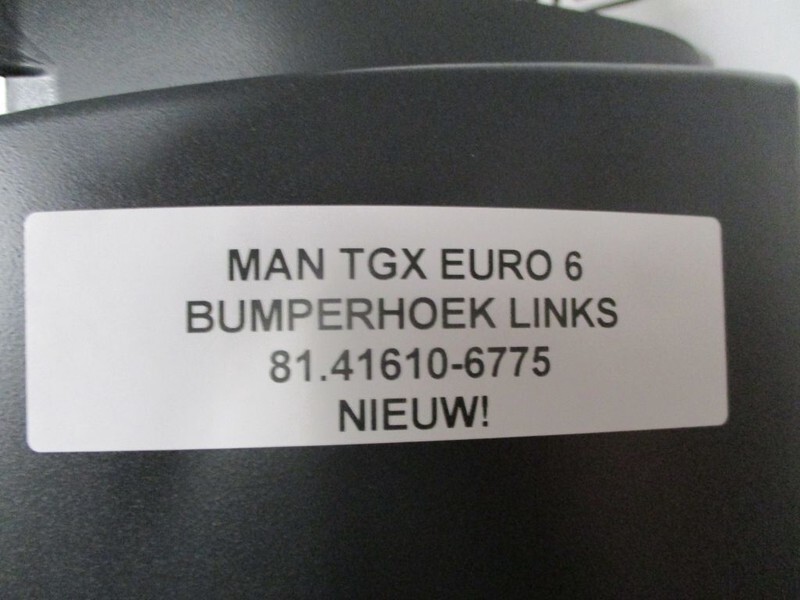 MAN TGX EURO 6
BUMPERHOEK LINKS
81.41610-6775
NIEUW!